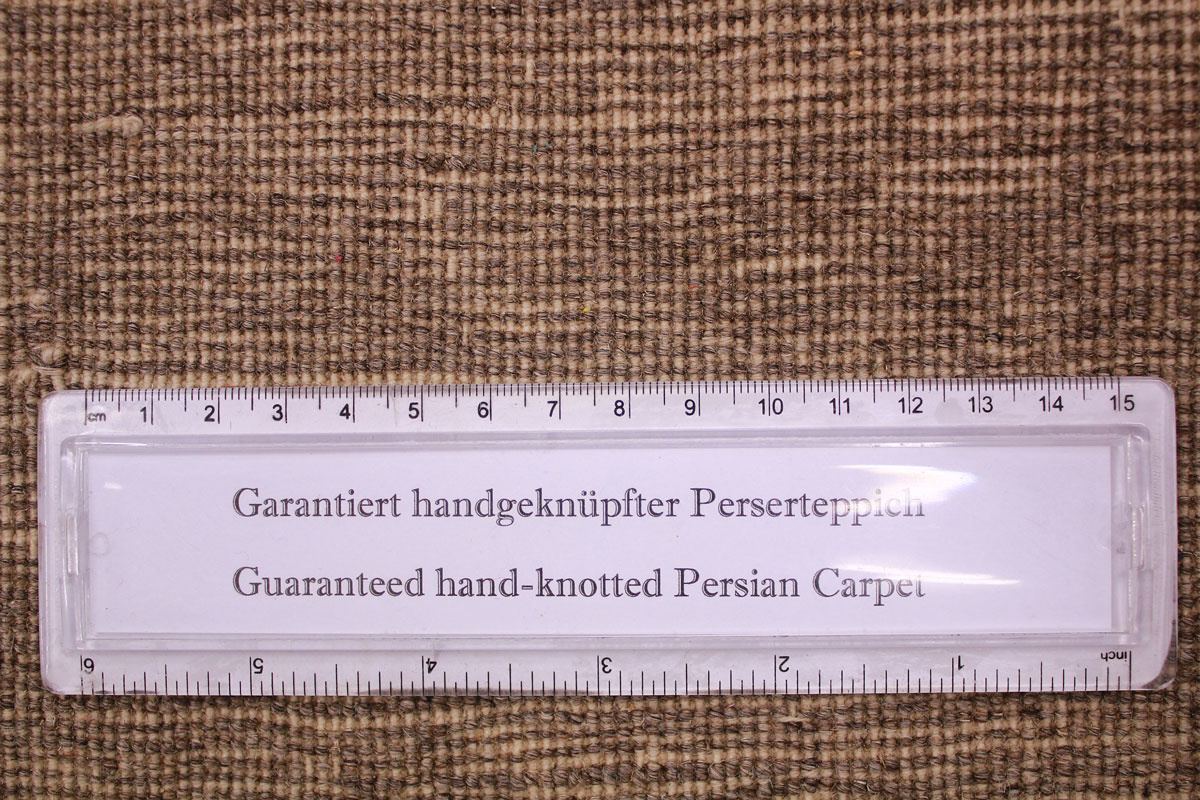 cm 1 2 3 4 5 6 7 8 9 10 11 12 13 14 15
Garantiert handgeknüpfter Perserteppich
Guaranteed hand-knotted Persian Carpet
6 5 4 3 2 1 inch